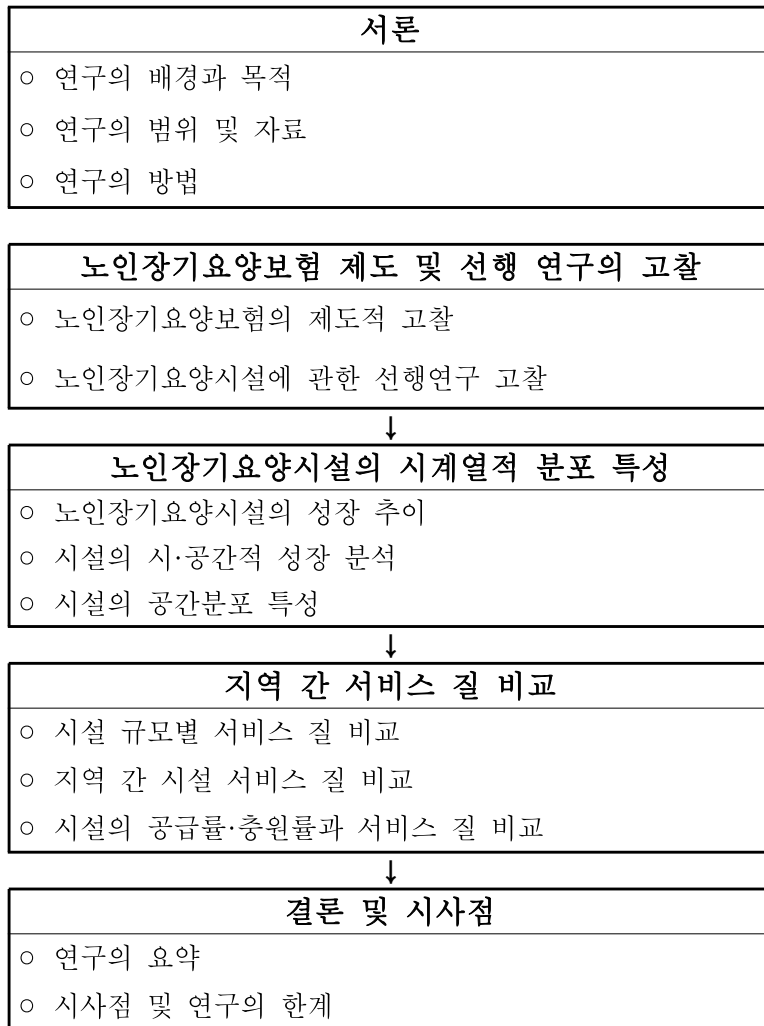 서론
○ 연구의 배경과 목적
○ 연구의 범위 및 자료
○ 연구의 방법
노인장기요양보험 제도 및 선행 연구의 고찰
○ 노인장기요양보험의 제도적 고찰
○ 노인장기요양시설에 관한 선행연구 고찰
↓
노인장기요양시설의 시계열적 분포 특성
○ 노인장기요양시설의 성장 추이
○ 시설의 시·공간적 성장 분석
○ 시설의 공간분포 특성
↓
지역 간 서비스 질 비교
○ 시설 규모별 서비스 질 비교
○ 지역 간 시설 서비스 질 비교
○ 시설의 공급률·충원률과 서비스 질 비교
↓
결론 및 시사점
○ 연구의 요약
○ 시사점 및 연구의 한계